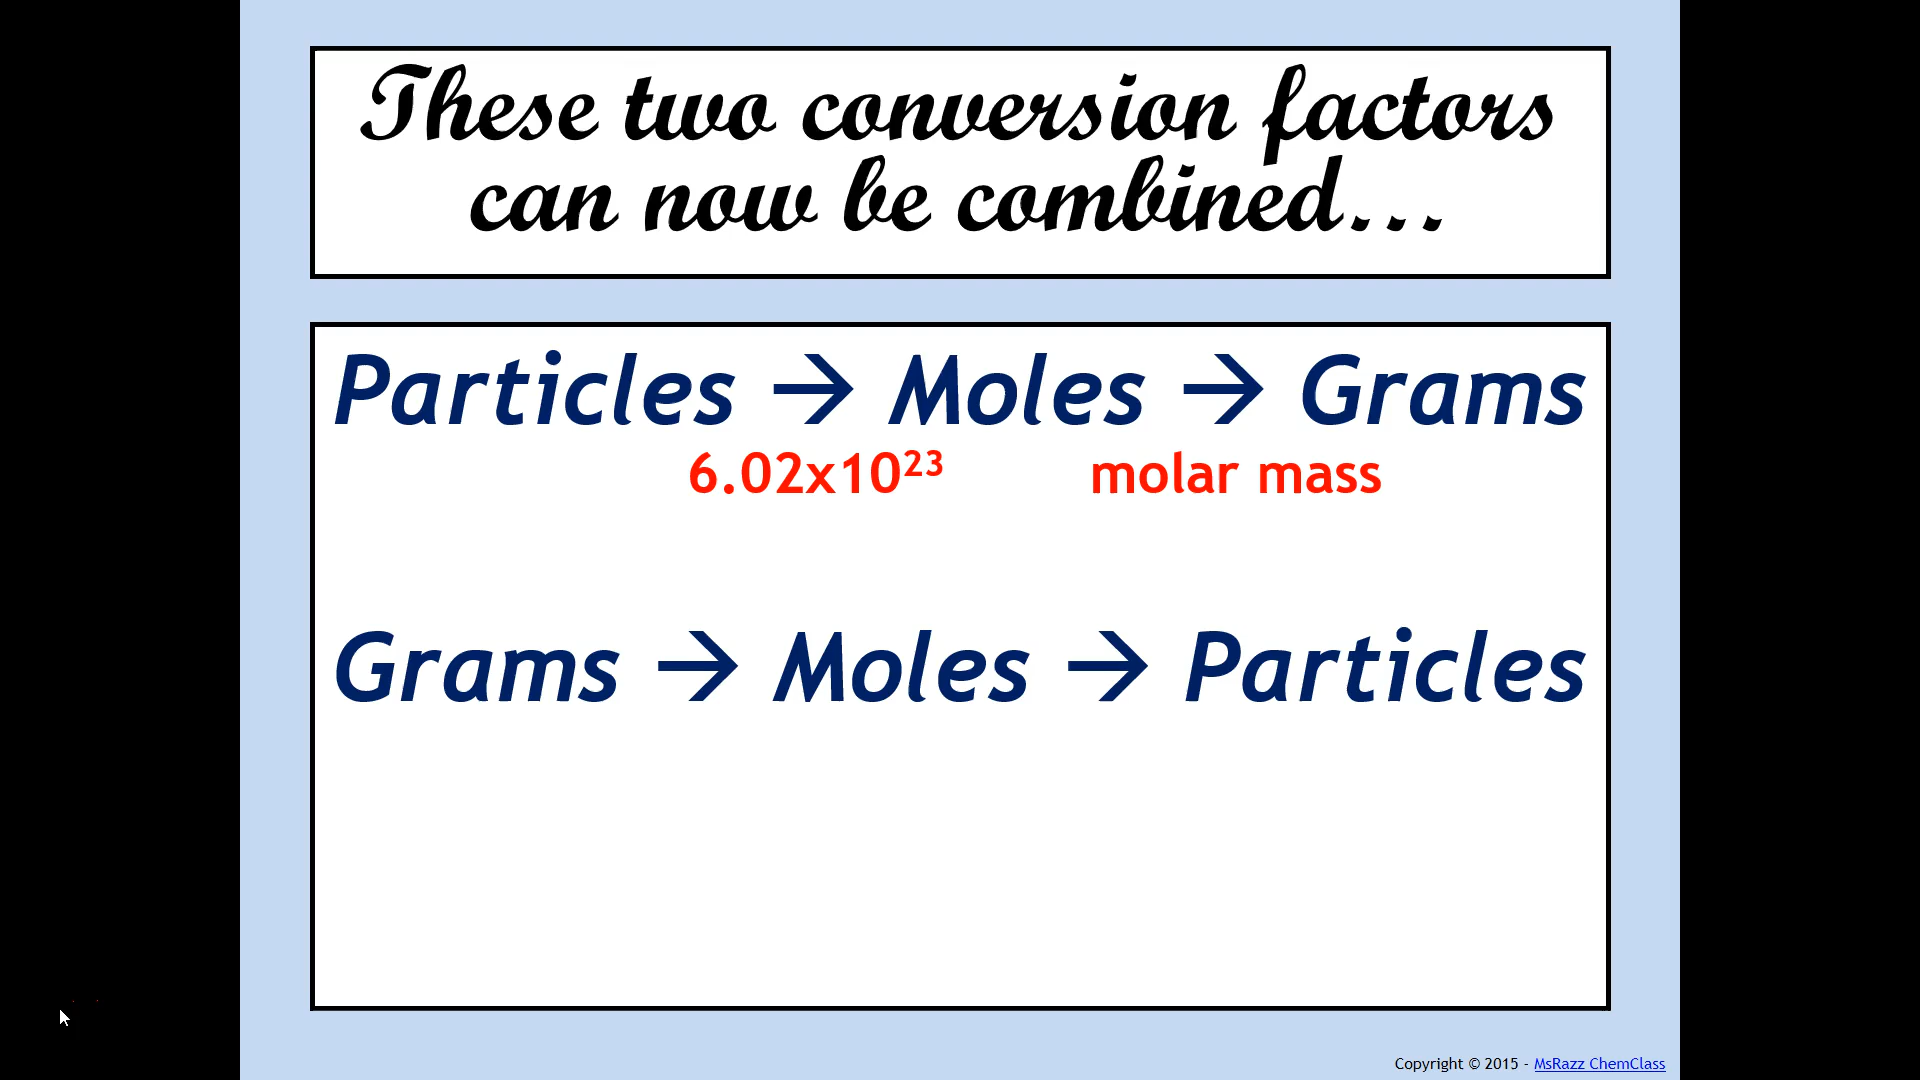 These two conversion factors
can now be combined...
Particles → Moles → Grams
6.02x10²³ molar mass
Grams → Moles → Particles
Copyright © 2015 - MsRazz ChemClass